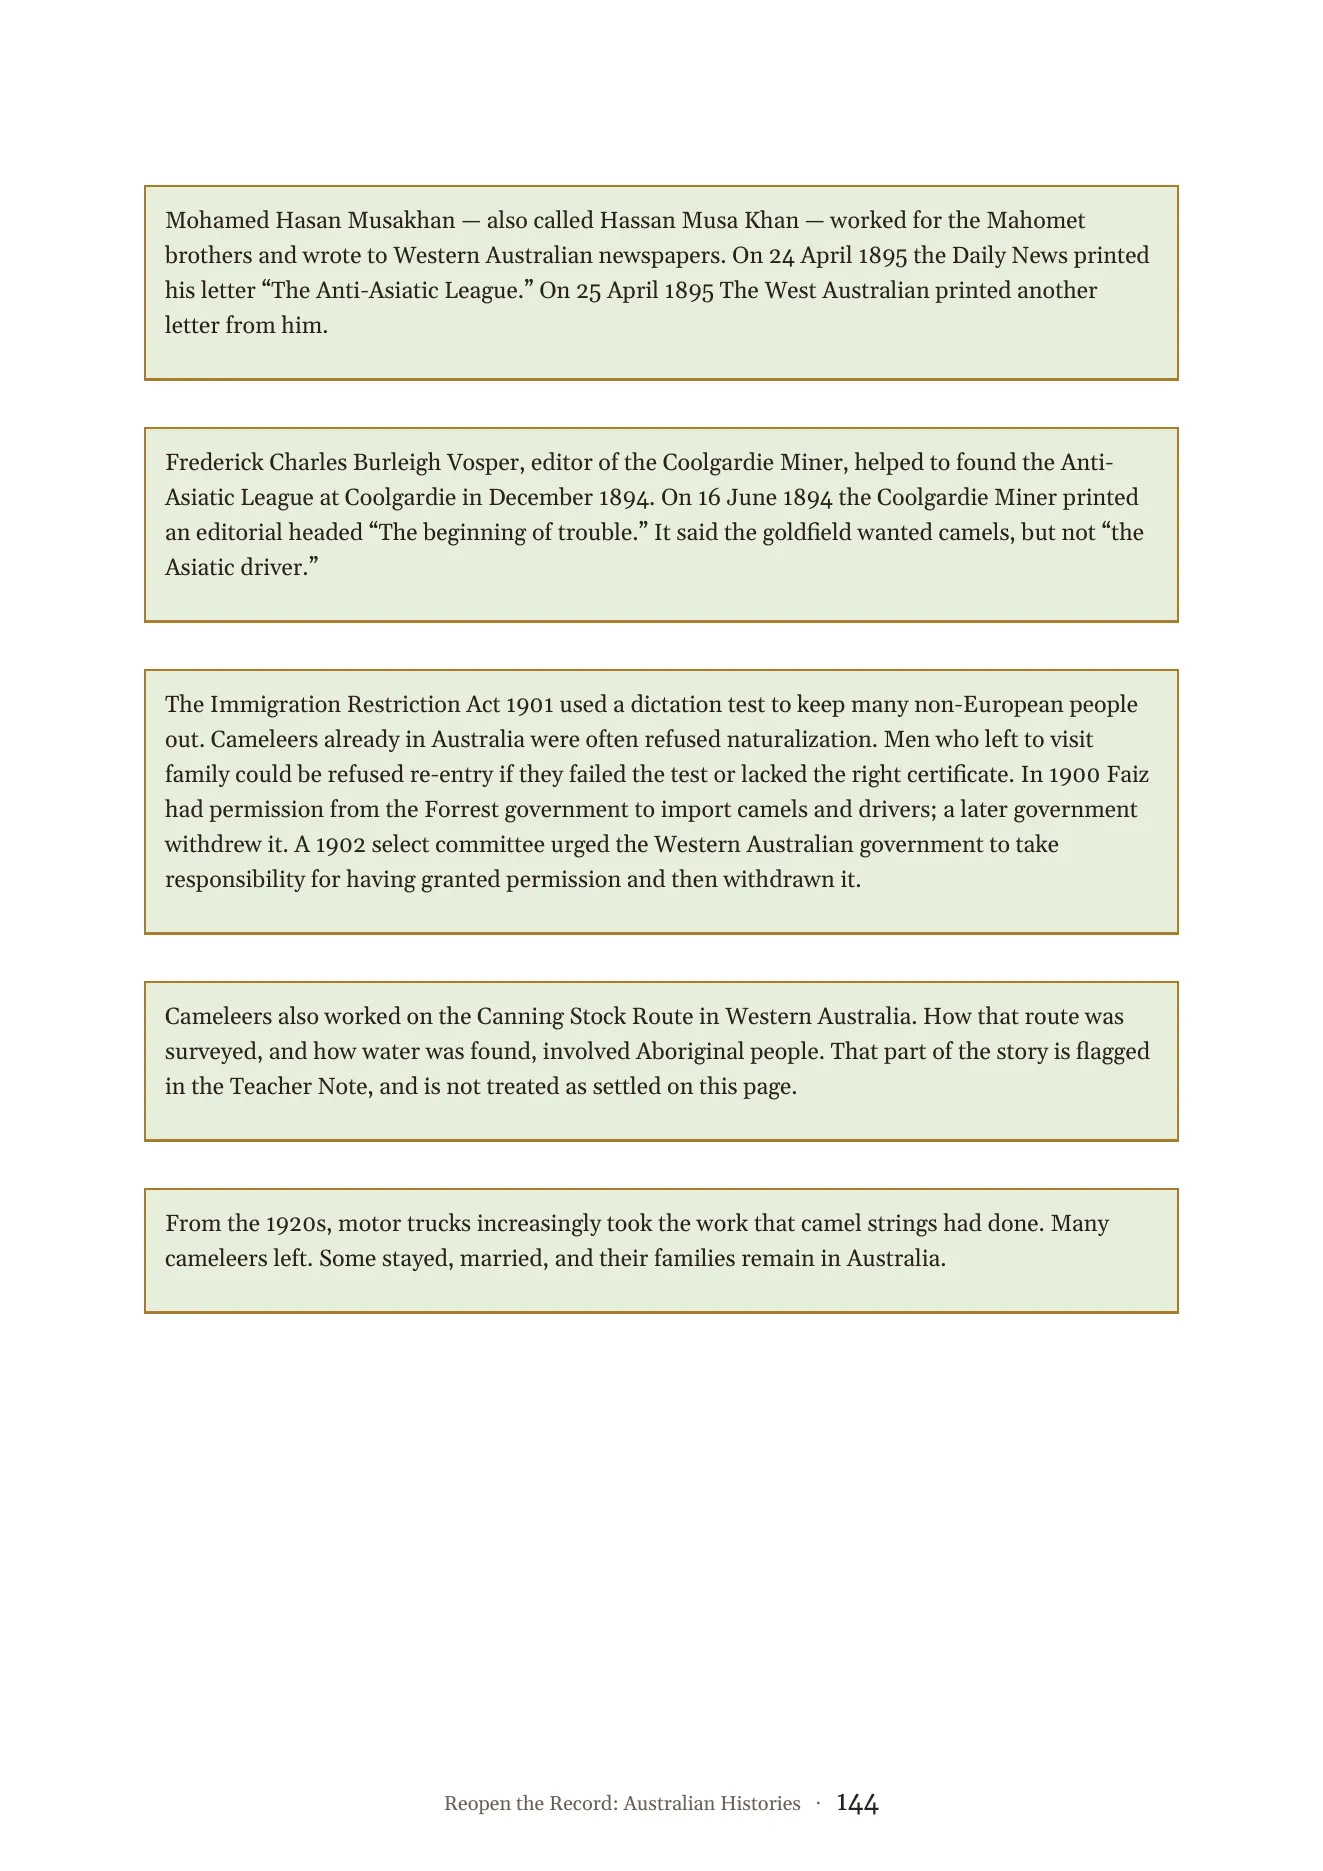 Mohamed Hasan Musakhan — also called Hassan Musa Khan — worked for the Mahomet
brothers and wrote to Western Australian newspapers. On 24 April 1895 the Daily News printed
his letter “The Anti-Asiatic League.” On 25 April 1895 The West Australian printed another
letter from him.
Frederick Charles Burleigh Vosper, editor of the Coolgardie Miner, helped to found the Anti-
Asiatic League at Coolgardie in December 1894. On 16 June 1894 the Coolgardie Miner printed
an editorial headed “The beginning of trouble.” It said the goldfield wanted camels, but not “the
Asiatic driver.”
The Immigration Restriction Act 1901 used a dictation test to keep many non-European people
out. Cameleers already in Australia were often refused naturalization. Men who left to visit
family could be refused re-entry if they failed the test or lacked the right certificate. In 1900 Faiz
had permission from the Forrest government to import camels and drivers; a later government
withdrew it. A 1902 select committee urged the Western Australian government to take
responsibility for having granted permission and then withdrawn it.
Cameleers also worked on the Canning Stock Route in Western Australia. How that route was
surveyed, and how water was found, involved Aboriginal people. That part of the story is flagged
in the Teacher Note, and is not treated as settled on this page.
From the 1920s, motor trucks increasingly took the work that camel strings had done. Many
cameleers left. Some stayed, married, and their families remain in Australia.
Reopen the Record: Australian Histories · 144